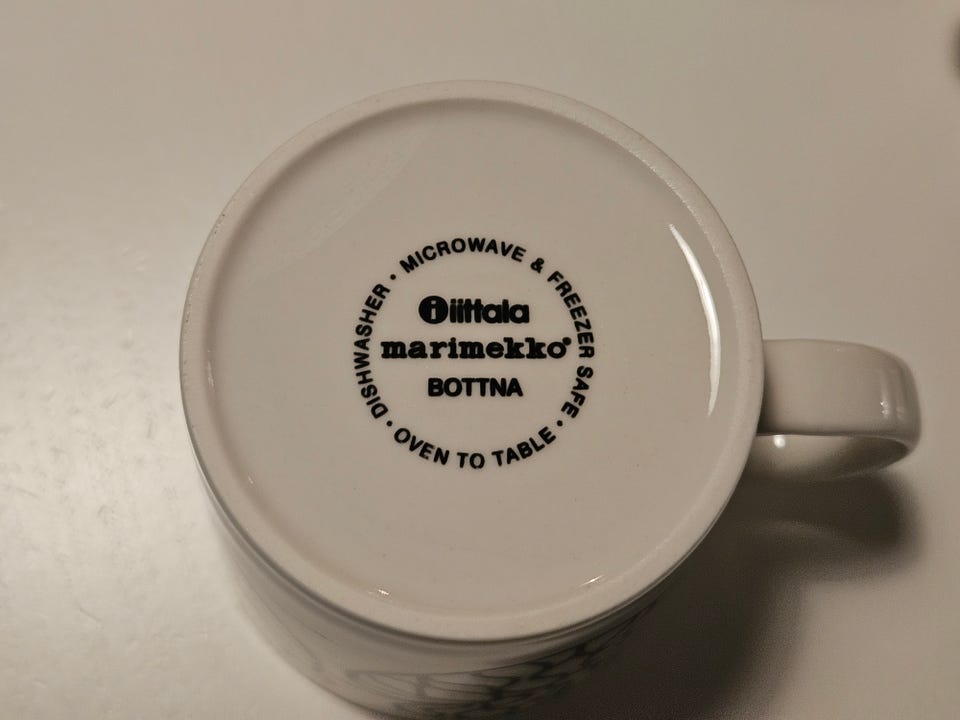 DISHWASHER • MICROWAVE & FREEZER SAFE • OVEN TO TABLE •
i iittala
marimekko®
BOTTNA